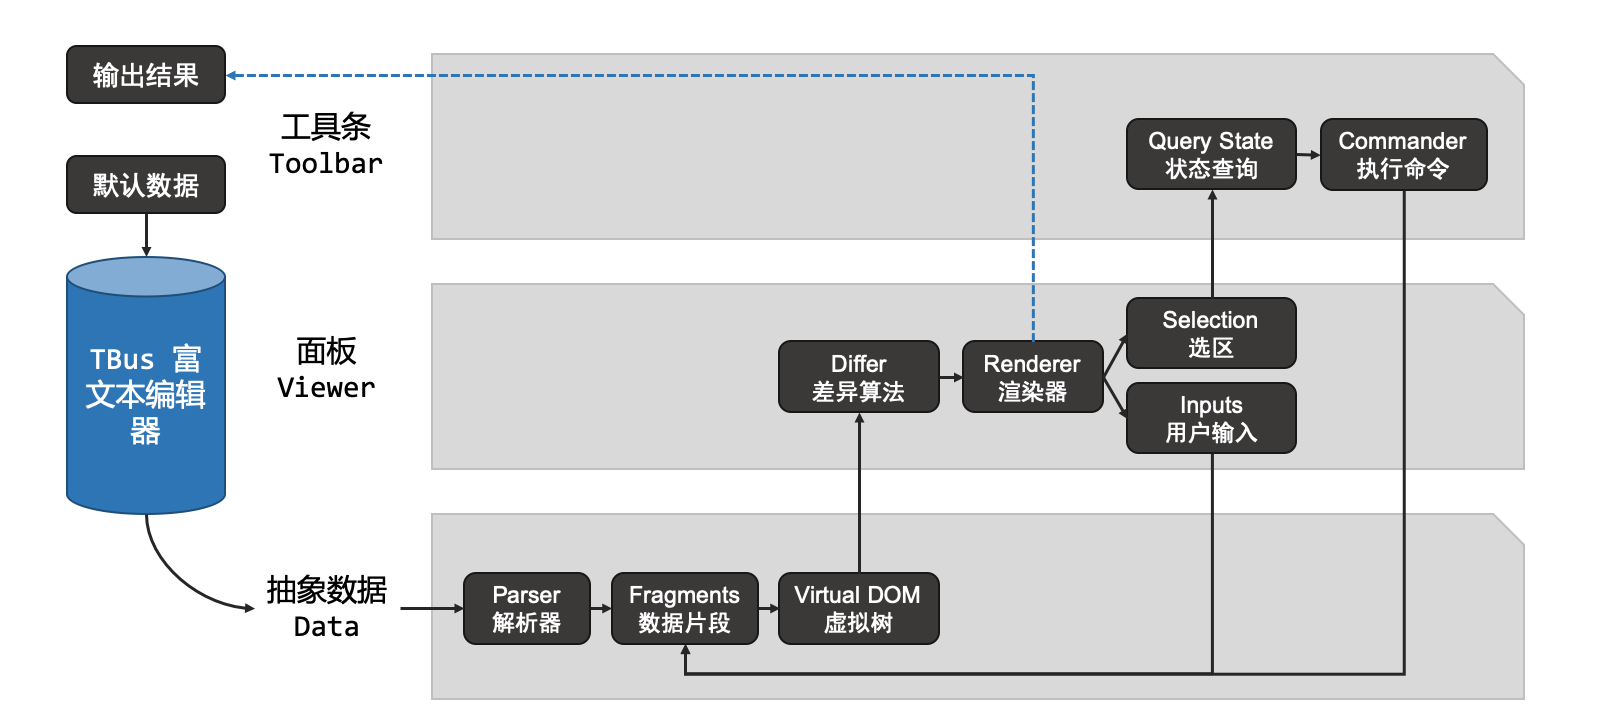 输出结果
默认数据
TBus 富
文本编辑
器
工具条
Toolbar
Query State
状态查询
Commander
执行命令
面板
Viewer
Differ
差异算法
Renderer
渲染器
Selection
选区
Inputs
用户输入
抽象数据
Data
Parser
解析器
Fragments
数据片段
Virtual DOM
虚拟树